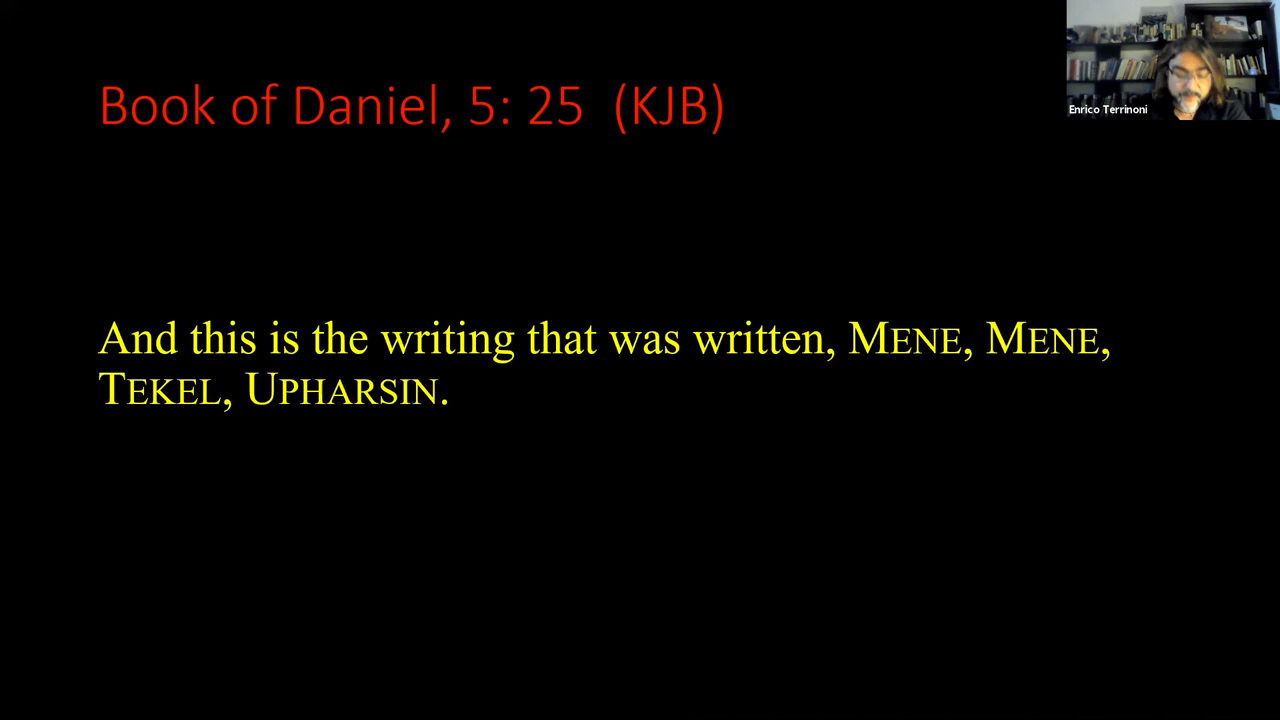 Book of Daniel, 5: 25 (KJB)
Enrico Terrinoni
And this is the writing that was written, MENE, MENE,
TEKEL, UPHARSIN.